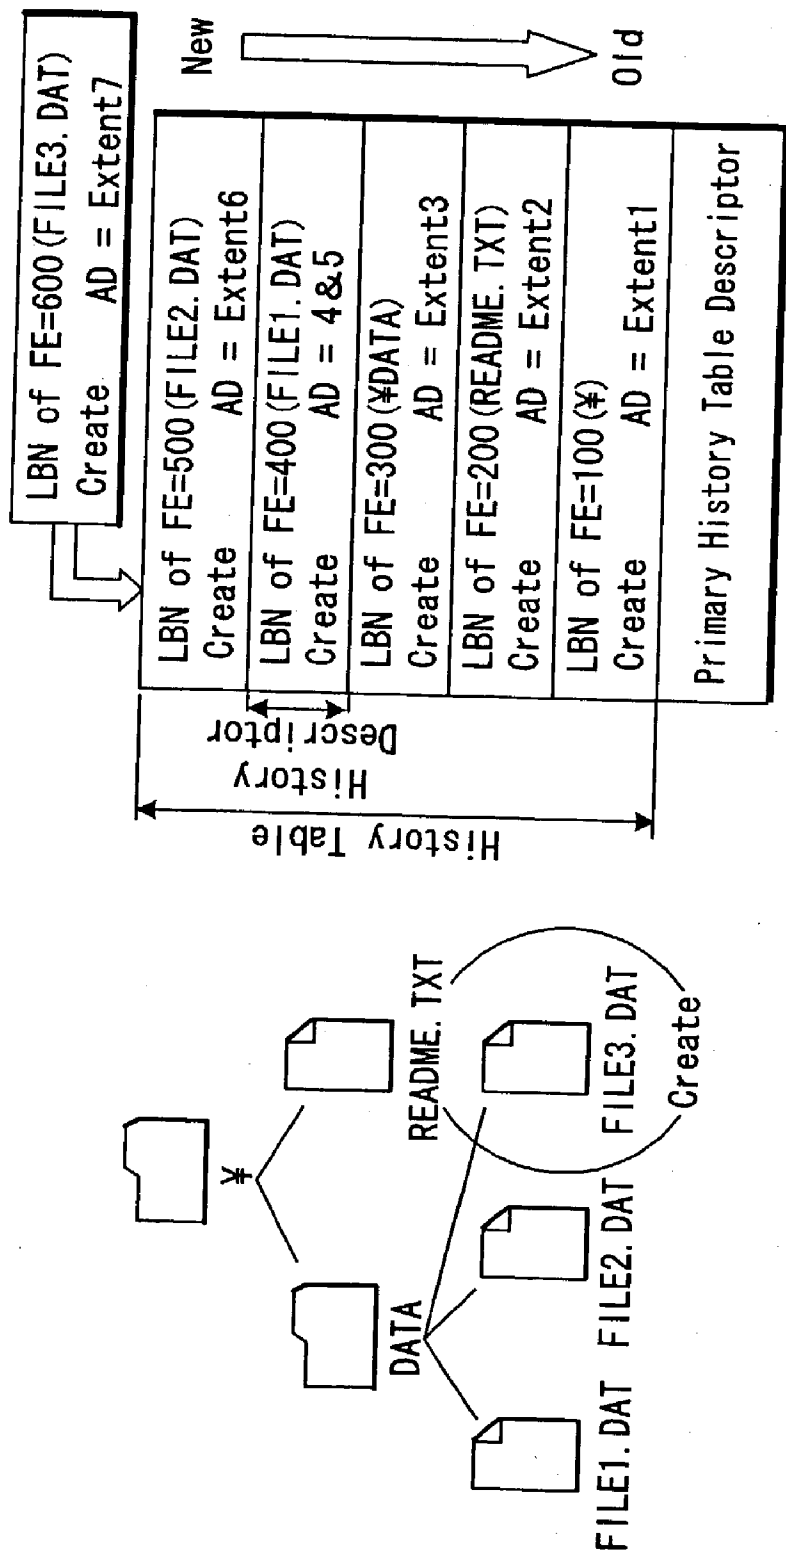 ¥
DATA
README. TXT
FILE1. DAT
FILE2. DAT
FILE3. DAT
Create
LBN of FE=600(FILE3. DAT)
Create AD = Extent7
New
Old
History Table
History
Descriptor
LBN of FE=500(FILE2. DAT)
Create AD = Extent6
LBN of FE=400(FILE1. DAT)
Create AD = 4&5
LBN of FE=300(¥DATA)
Create AD = Extent3
LBN of FE=200(README. TXT)
Create AD = Extent2
LBN of FE=100(¥)
Create AD = Extent1
Primary History Table Descriptor